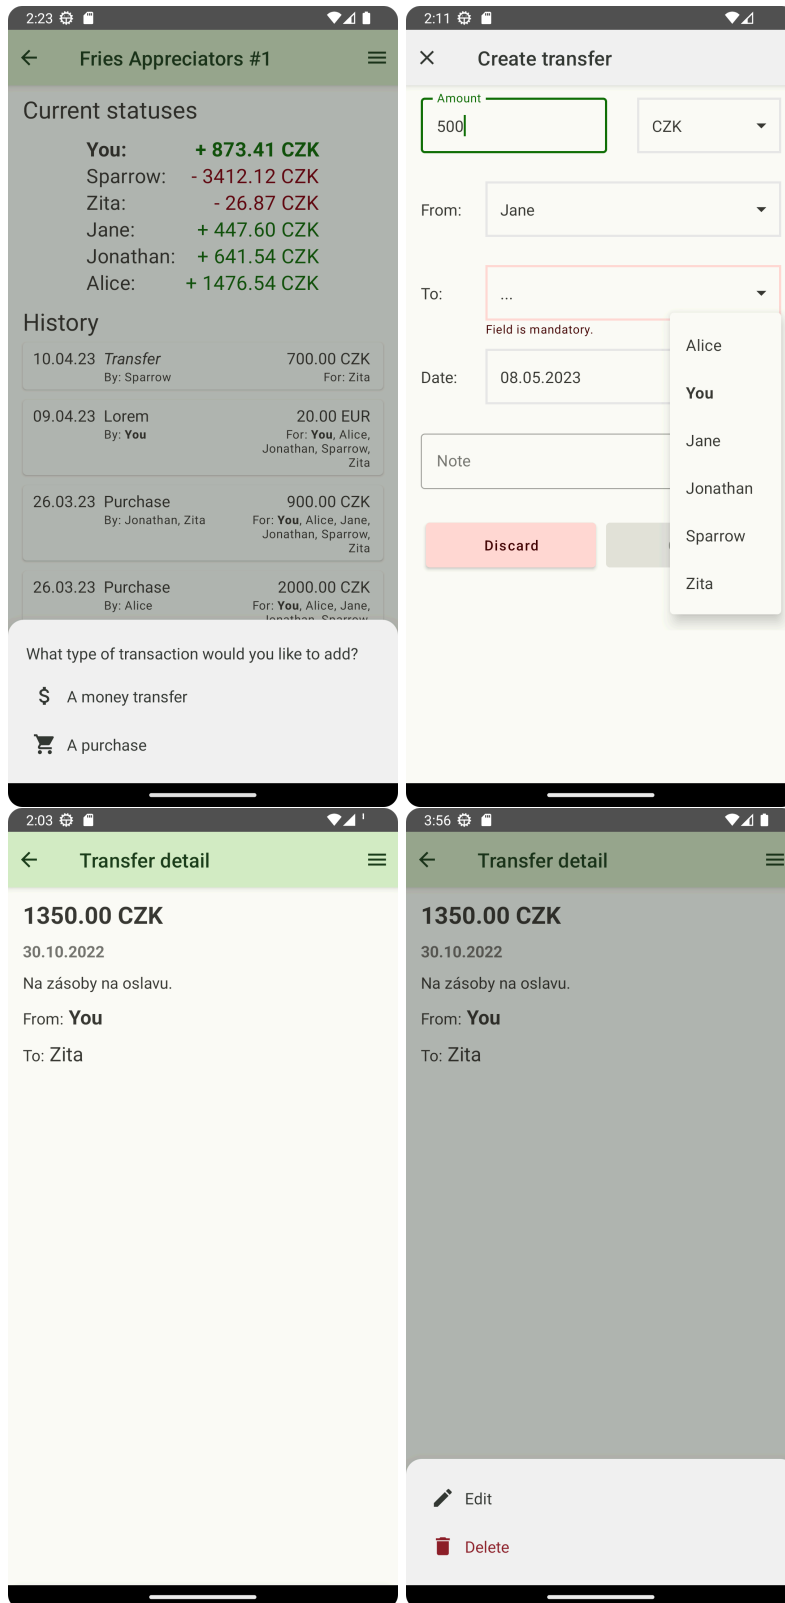 2:23
Fries Appreciators #1
Current statuses
You: + 873.41 CZK
Sparrow: - 3412.12 CZK
Zita: - 26.87 CZK
Jane: + 447.60 CZK
Jonathan: + 641.54 CZK
Alice: + 1476.54 CZK
History
10.04.23 Transfer 700.00 CZK
By: Sparrow For: Zita
09.04.23 Lorem 20.00 EUR
By: You For: You, Alice,
Jonathan, Sparrow,
Zita
26.03.23 Purchase 900.00 CZK
By: Jonathan, Zita For: You, Alice, Jane,
Jonathan, Sparrow,
Zita
26.03.23 Purchase 2000.00 CZK
By: Alice For: You, Alice, Jane,
Jonathan, Sparrow,
What type of transaction would you like to add?
$ A money transfer
A purchase
2:11
Create transfer
Amount
500 CZK
From: Jane
To: ...
Field is mandatory.
Date: 08.05.2023
Note
Discard
Alice
You
Jane
Jonathan
Sparrow
Zita
2:03
Transfer detail
1350.00 CZK
30.10.2022
Na zásoby na oslavu.
From: You
To: Zita
3:56
Transfer detail
1350.00 CZK
30.10.2022
Na zásoby na oslavu.
From: You
To: Zita
Edit
Delete